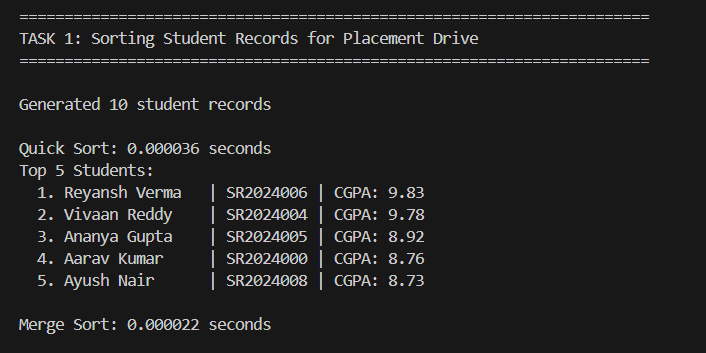 ======================================================================
TASK 1: Sorting Student Records for Placement Drive
======================================================================
Generated 10 student records
Quick Sort: 0.000036 seconds
Top 5 Students:
  1. Reyansh Verma   | SR2024006 | CGPA: 9.83
  2. Vivaan Reddy    | SR2024004 | CGPA: 9.78
  3. Ananya Gupta    | SR2024005 | CGPA: 8.92
  4. Aarav Kumar     | SR2024000 | CGPA: 8.76
  5. Ayush Nair      | SR2024008 | CGPA: 8.73
Merge Sort: 0.000022 seconds